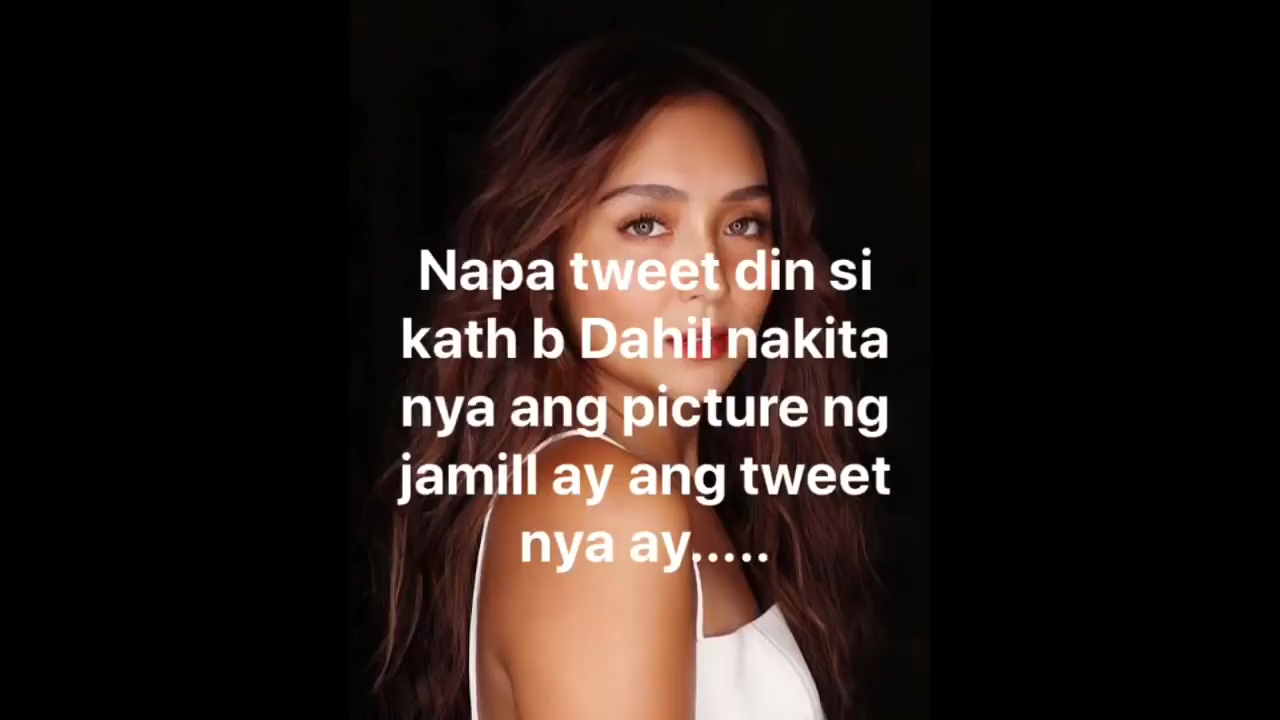 Napa tweet din si
kath b Dahil nakita
nya ang picture ng
jamill ay ang tweet
nya ay.....